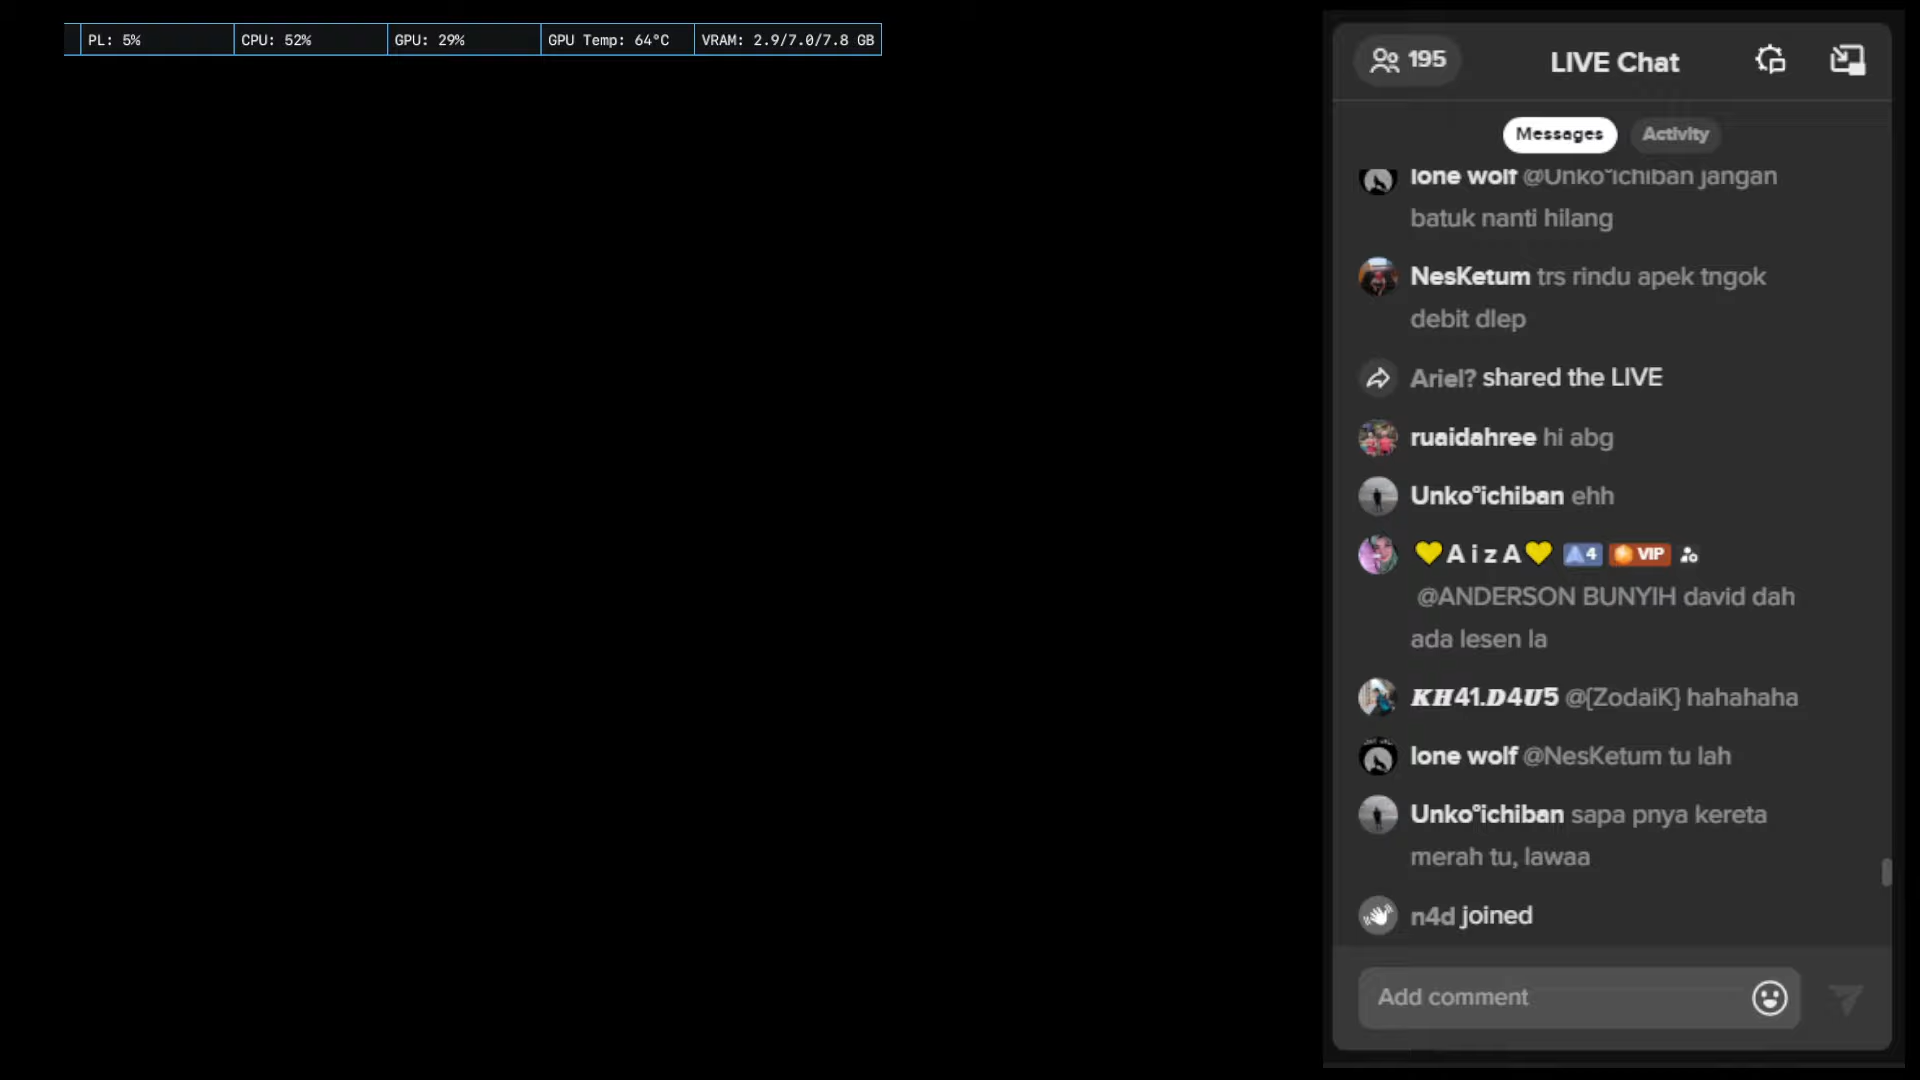 PL: 5%
CPU: 52%
GPU: 29%
GPU Temp: 64°C
VRAM: 2.9/7.0/7.8 GB
195
LIVE Chat
Messages
Activity
lone wolf @Unko°ichiban jangan
batuk nanti hilang
NesKetum trs rindu apek tngok
debit dlep
Ariel? shared the LIVE
ruaidahree hi abg
Unko°ichiban ehh
💛A i z A💛 4 VIP
@ANDERSON BUNYIH david dah
ada lesen la
𝑲𝑯41.𝑫4𝑼5 @{ZodaiK} hahahaha
lone wolf @NesKetum tu lah
Unko°ichiban sapa pnya kereta
merah tu, lawaa
n4d joined
Add comment